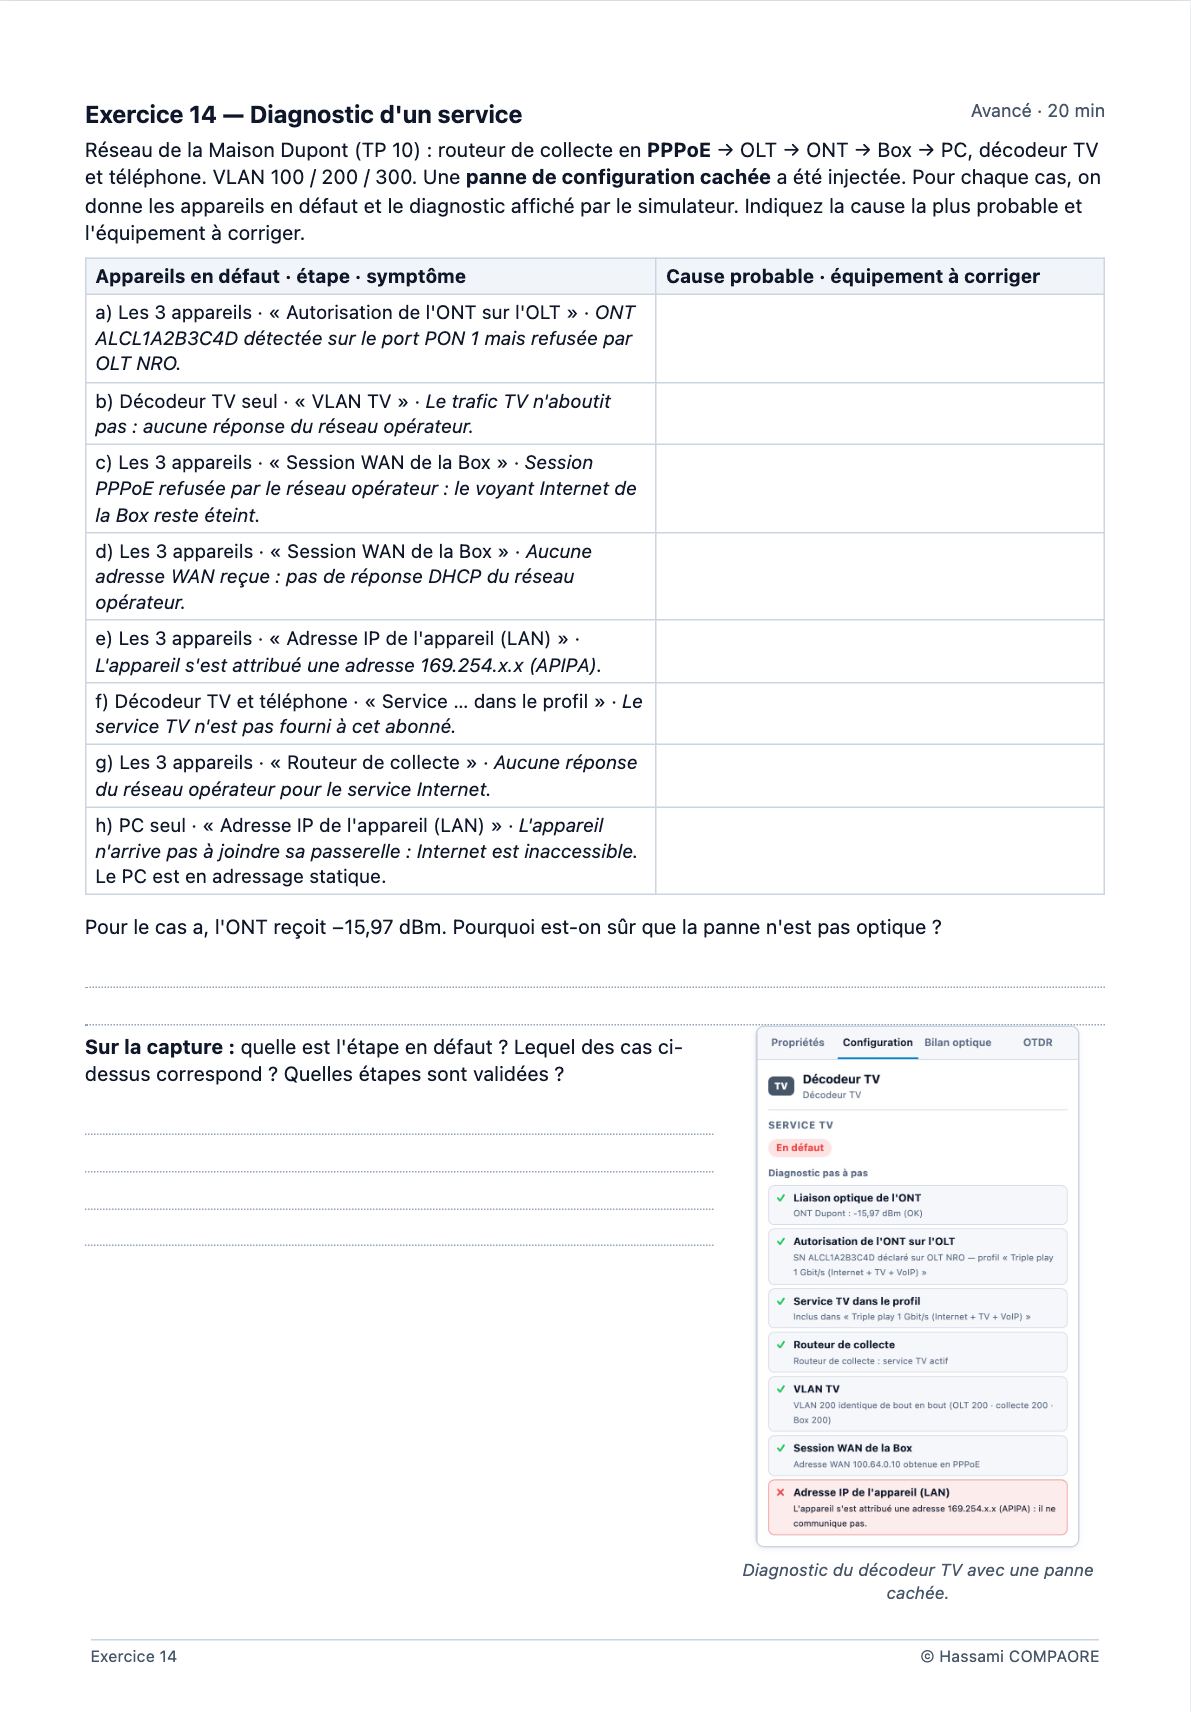 Exercice 14 — Diagnostic d'un service
Avancé · 20 min
Réseau de la Maison Dupont (TP 10) : routeur de collecte en PPPoE → OLT → ONT → Box → PC, décodeur TV
et téléphone. VLAN 100 / 200 / 300. Une panne de configuration cachée a été injectée. Pour chaque cas, on
donne les appareils en défaut et le diagnostic affiché par le simulateur. Indiquez la cause la plus probable et
l'équipement à corriger.
Appareils en défaut · étape · symptôme
Cause probable · équipement à corriger
a) Les 3 appareils · « Autorisation de l'ONT sur l'OLT » · ONT
ALCL1A2B3C4D détectée sur le port PON 1 mais refusée par
OLT NRO.
b) Décodeur TV seul · « VLAN TV » · Le trafic TV n'aboutit
pas : aucune réponse du réseau opérateur.
c) Les 3 appareils · « Session WAN de la Box » · Session
PPPoE refusée par le réseau opérateur : le voyant Internet de
la Box reste éteint.
d) Les 3 appareils · « Session WAN de la Box » · Aucune
adresse WAN reçue : pas de réponse DHCP du réseau
opérateur.
e) Les 3 appareils · « Adresse IP de l'appareil (LAN) » ·
L'appareil s'est attribué une adresse 169.254.x.x (APIPA).
f) Décodeur TV et téléphone · « Service ... dans le profil » · Le
service TV n'est pas fourni à cet abonné.
g) Les 3 appareils · « Routeur de collecte » · Aucune réponse
du réseau opérateur pour le service Internet.
h) PC seul · « Adresse IP de l'appareil (LAN) » · L'appareil
n'arrive pas à joindre sa passerelle : Internet est inaccessible.
Le PC est en adressage statique.
Pour le cas a, l'ONT reçoit −15,97 dBm. Pourquoi est-on sûr que la panne n'est pas optique ?
Sur la capture : quelle est l'étape en défaut ? Lequel des cas ci-
dessus correspond ? Quelles étapes sont validées ?
Propriétés Configuration Bilan optique OTDR
TV Décodeur TV
Décodeur TV
SERVICE TV
En défaut
Diagnostic pas à pas
Liaison optique de l'ONT
ONT Dupont : -15,97 dBm (OK)
Autorisation de l'ONT sur l'OLT
SN ALCL1A2B3C4D déclaré sur OLT NRO — profil « Triple play
1 Gbit/s (Internet + TV + VoIP) »
Service TV dans le profil
Inclus dans « Triple play 1 Gbit/s (Internet + TV + VoIP) »
Routeur de collecte
Routeur de collecte : service TV actif
VLAN TV
VLAN 200 identique de bout en bout (OLT 200 · collecte 200 ·
Box 200)
Session WAN de la Box
Adresse WAN 100.64.0.10 obtenue en PPPoE
Adresse IP de l'appareil (LAN)
L'appareil s'est attribué une adresse 169.254.x.x (APIPA) : il ne
communique pas.
Diagnostic du décodeur TV avec une panne
cachée.
Exercice 14
© Hassami COMPAORE